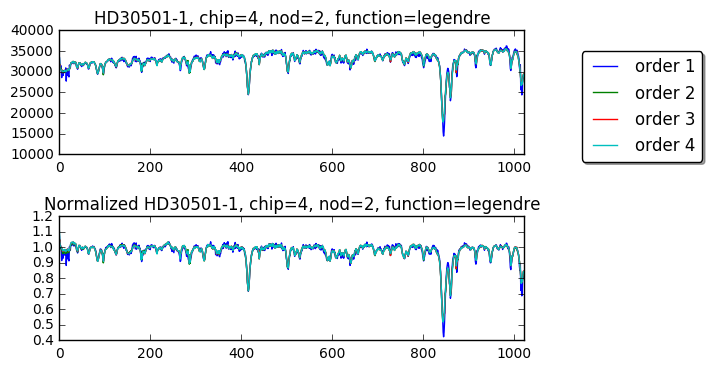 HD30501-1, chip=4, nod=2, function=legendre
40000
35000
30000
25000
20000
15000
10000
0 200 400 600 800 1000
order 1
order 2
order 3
order 4
Normalized HD30501-1, chip=4, nod=2, function=legendre
1.2
1.1
1.0
0.9
0.8
0.7
0.6
0.5
0.4
0 200 400 600 800 1000